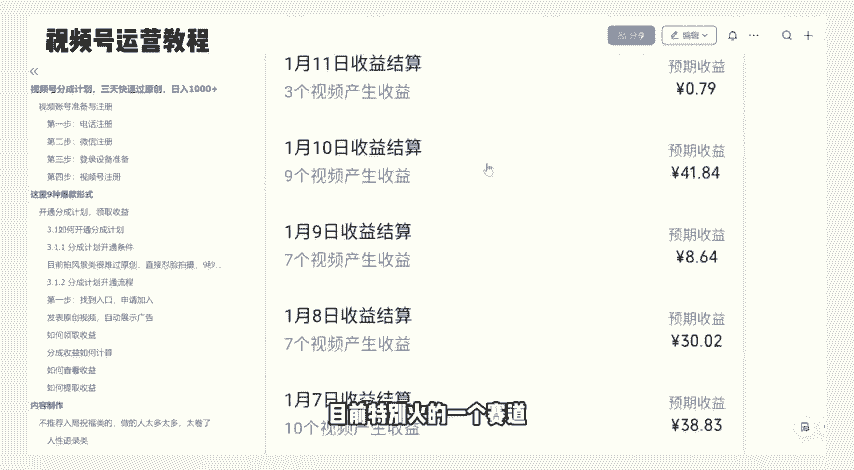 视频号运营教程
分享
编辑
视频号分成计划，三天快速过原创，日入1000+
视频账号准备与注册
第一步：电话注册
第二步：微信注册
第三步：登录设备准备
第四步：视频号注册
这里9种爆款形式
开通分成计划，领取收益
3.1如何开通分成计划
3.1.1 分成计划开通条件
目前拍风景类很难过原创，直接怼脸拍摄，9秒...
3.1.2 分成计划开通流程
第一步：找到入口，申请加入
发表原创视频，自动展示广告
如何领取收益
分成收益如何计算
如何查看收益
如何提取收益
内容制作
不推荐入局祝福类的，做的人太多太多，太卷了
人性语录类
1月11日收益结算
预期收益
3个视频产生收益
¥0.79
1月10日收益结算
预期收益
9个视频产生收益
¥41.84
1月9日收益结算
预期收益
7个视频产生收益
¥8.64
1月8日收益结算
预期收益
7个视频产生收益
¥30.02
1月7日收益结算
预期收益
10个视频产生收益
¥38.83
目前特别火的一个赛道